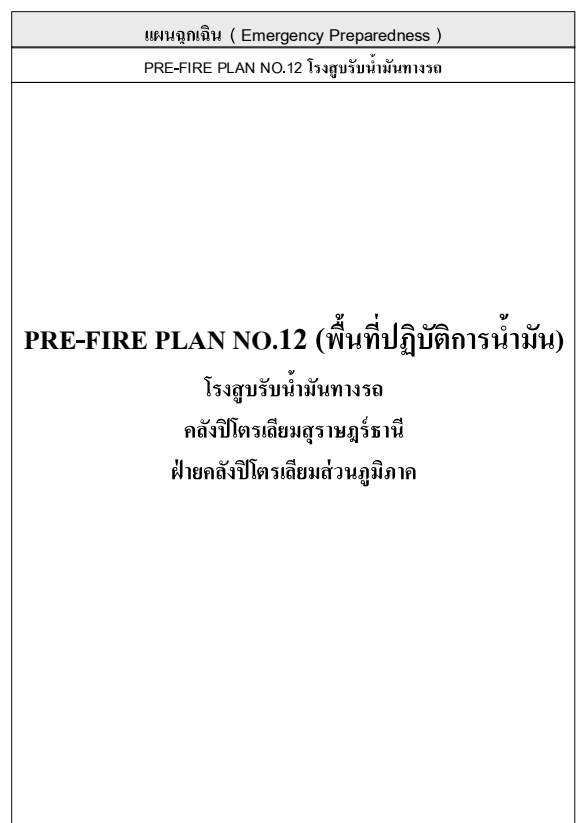 แผนฉุกเฉิน ( Emergency Preparedness )
PRE-FIRE PLAN NO.12 โรงสูบรับน้ำมันทางรถ
PRE-FIRE PLAN NO.12 (พื้นที่ปฏิบัติการน้ำมัน)
โรงสูบรับน้ำมันทางรถ
คลังปิโตรเลียมสุราษฎร์ธานี
ฝ่ายคลังปิโตรเลียมส่วนภูมิภาค